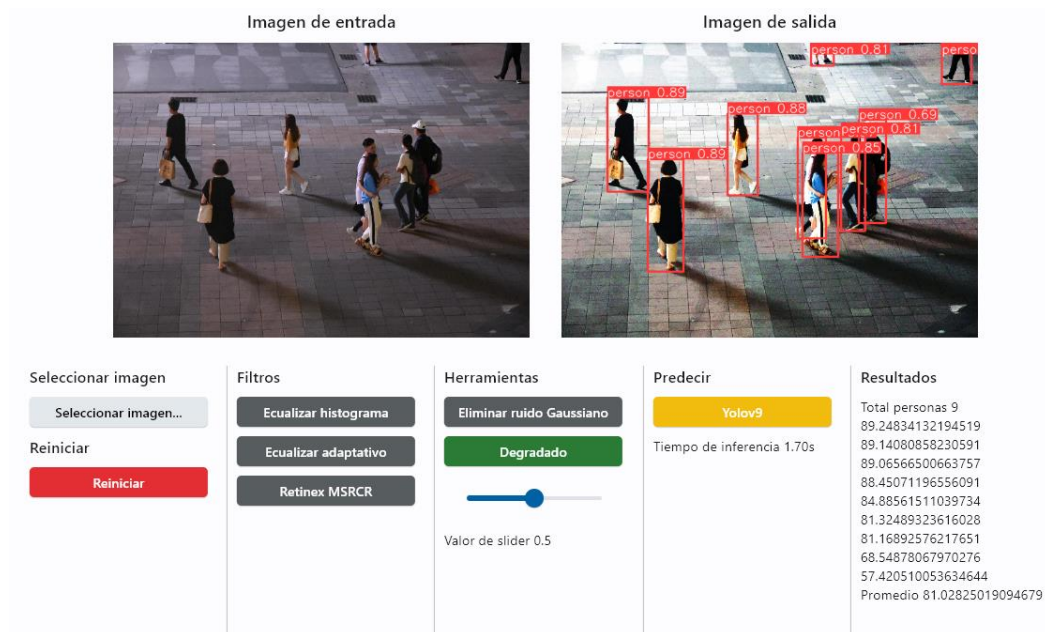 Imagen de entrada
Imagen de salida
person 0.81
perso
person 0.89
person 0.88
person 0.69
person
person 0.81
person 0.85
person 0.89
Seleccionar imagen
Seleccionar imagen...
Reiniciar
Reiniciar
Filtros
Ecualizar histograma
Ecualizar adaptativo
Retinex MSRCR
Herramientas
Eliminar ruido Gaussiano
Degradado
Valor de slider 0.5
Predecir
Yolov9
Tiempo de inferencia 1.70s
Resultados
Total personas 9
89.24834132194519
89.14080858230591
89.06566500663757
88.45071196556091
84.88561511039734
81.32489323616028
81.16892576217651
68.54878067970276
57.420510053634644
Promedio 81.02825019094679